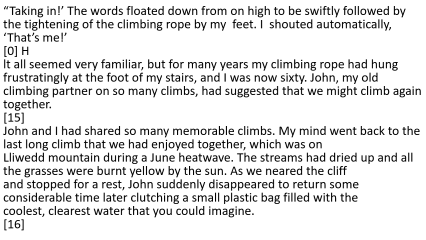 “Taking in!’ The words floated down from on high to be swiftly followed by
the tightening of the climbing rope by my  feet. I  shouted automatically,
‘That’s me!’
[0] H
lt all seemed very familiar, but for many years my climbing rope had hung
frustratingly at the foot of my stairs, and I was now sixty. John, my old
climbing partner on so many climbs, had suggested that we might climb again
together.
[15]
John and I had shared so many memorable climbs. My mind went back to the
last long climb that we had enjoyed together, which was on
Lliwedd mountain during a June heatwave. The streams had dried up and all
the grasses were burnt yellow by the sun. As we neared the cliff
and stopped for a rest, John suddenly disappeared to return some
considerable time later clutching a small plastic bag filled with the
coolest, clearest water that you could imagine.
[16]